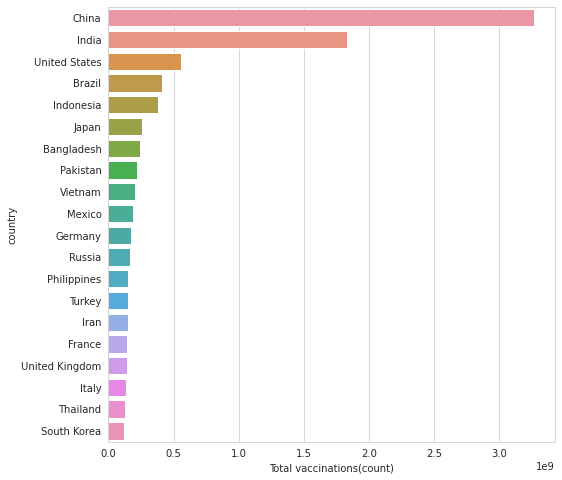 China
India
United States
Brazil
Indonesia
Japan
Bangladesh
Pakistan
Vietnam
Mexico
Germany
Russia
Philippines
Turkey
Iran
France
United Kingdom
Italy
Thailand
South Korea
country
0.0 0.5 1.0 1.5 2.0 2.5 3.0
Total vaccinations(count)
1e9